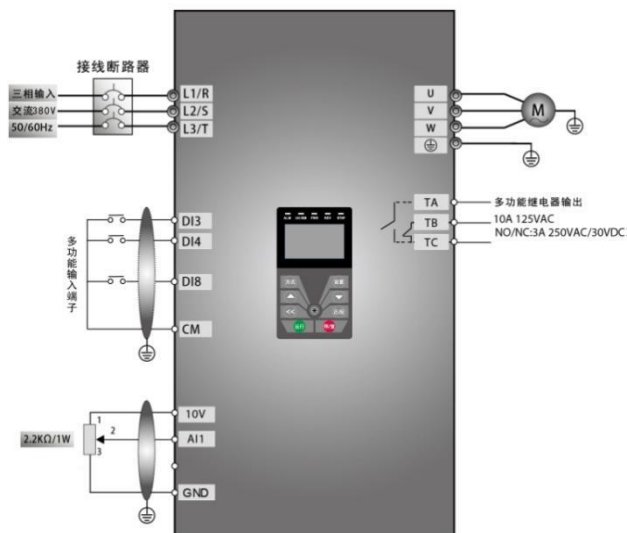 接线断路器
三相输入
交流380V
50/60Hz
L1/R
L2/S
L3/T
U
V
W
M
TA
TB
TC
多功能继电器输出
10A 125VAC
NO/NC:3A 250VAC/30VDC
多功能输入端子
DI3
DI4
DI8
CM
<<
运行
2.2KΩ/1W
1
2
3
10V
AI1
GND